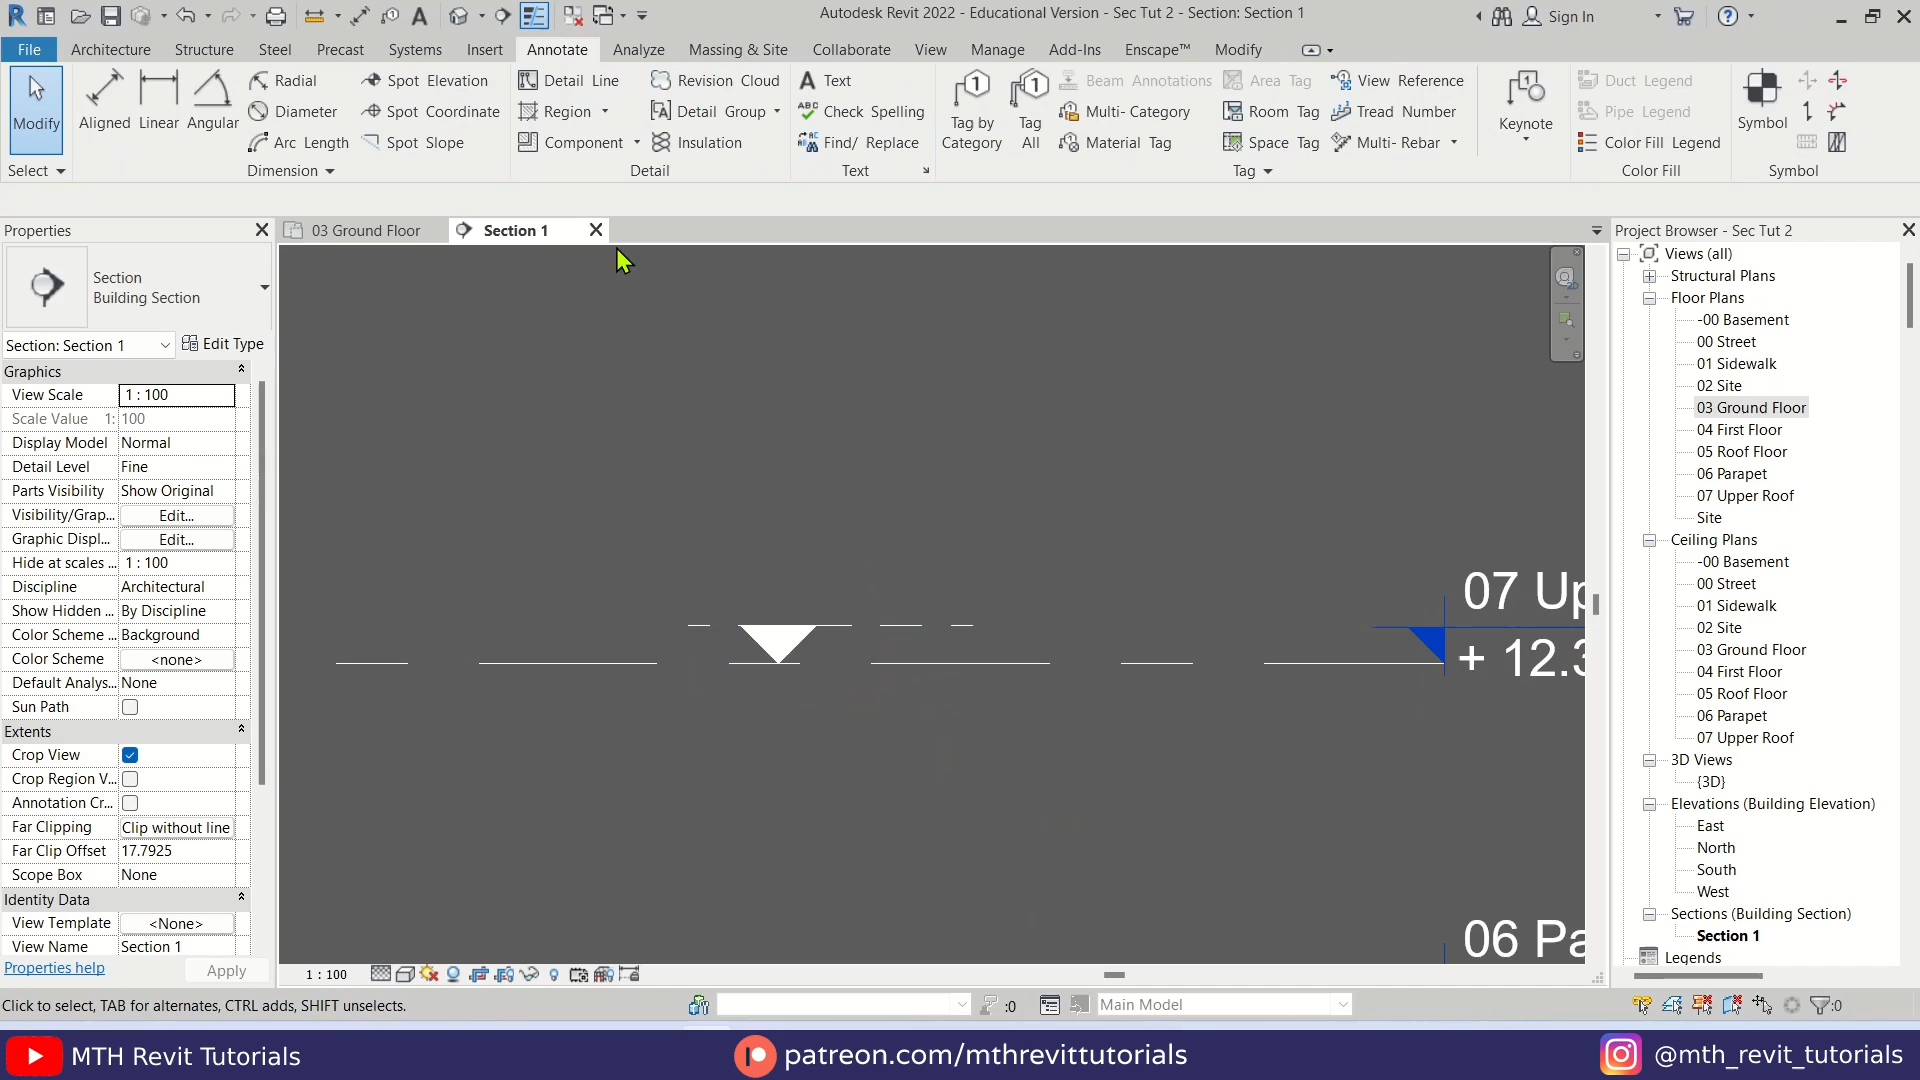 Autodesk Revit 2022 - Educational Version - Sec Tut 2 - Section: Section 1
Sign In
File Architecture Structure Steel Precast Systems Insert Annotate Analyze Massing & Site Collaborate View Manage Add-Ins Enscape™ Modify
Modify
Select
Aligned
Linear
Angular
Radial
Diameter
Arc Length
Spot Elevation
Spot Coordinate
Spot Slope
Dimension
Detail Line
Region
Component
Revision Cloud
Detail Group
Insulation
Detail
A Text
ABC Check Spelling
Find/ Replace
Text
Tag by
Category
Tag
All
Beam Annotations
Multi- Category
Material Tag
Area Tag
Room Tag
Space Tag
View Reference
Tread Number
Multi- Rebar
Tag
Keynote
Duct Legend
Pipe Legend
Color Fill Legend
Color Fill
Symbol
Symbol
Properties
Section
Building Section
Section: Section 1
Edit Type
Graphics
View Scale 1 : 100
Scale Value 1: 100
Display Model Normal
Detail Level Fine
Parts Visibility Show Original
Visibility/Grap... Edit...
Graphic Displ... Edit...
Hide at scales ... 1 : 100
Discipline Architectural
Show Hidden ... By Discipline
Color Scheme ... Background
Color Scheme <none>
Default Analys... None
Sun Path
Extents
Crop View
Crop Region V...
Annotation Cr...
Far Clipping Clip without line
Far Clip Offset 17.7925
Scope Box None
Identity Data
View Template <None>
View Name Section 1
Properties help
Apply
03 Ground Floor
Section 1
07 Up
+ 12.3
06 Pa
1 : 100
Project Browser - Sec Tut 2
Views (all)
Structural Plans
Floor Plans
-00 Basement
00 Street
01 Sidewalk
02 Site
03 Ground Floor
04 First Floor
05 Roof Floor
06 Parapet
07 Upper Roof
Site
Ceiling Plans
-00 Basement
00 Street
01 Sidewalk
02 Site
03 Ground Floor
04 First Floor
05 Roof Floor
06 Parapet
07 Upper Roof
3D Views
{3D}
Elevations (Building Elevation)
East
North
South
West
Sections (Building Section)
Section 1
Legends
Click to select, TAB for alternates, CTRL adds, SHIFT unselects.
:0
Main Model
:0
MTH Revit Tutorials
patreon.com/mthrevittutorials
@mth_revit_tutorials